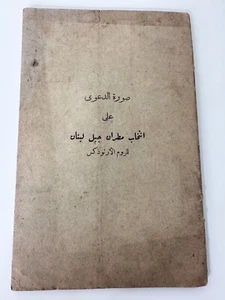 صورة الدعوى
على
انتخاب مطران جبل لبنان
للروم الارثوذكس